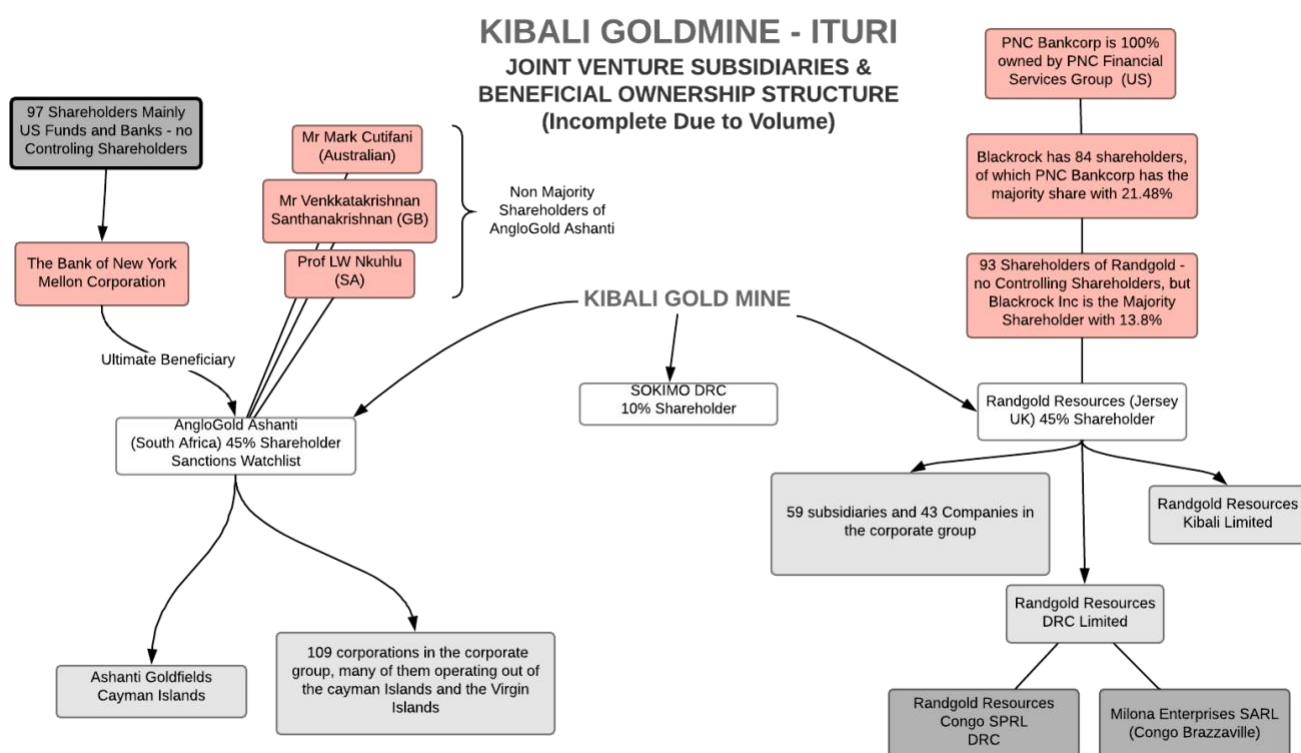 KIBALI GOLDMINE - ITURI
JOINT VENTURE SUBSIDIARIES &
BENEFICIAL OWNERSHIP STRUCTURE
(Incomplete Due to Volume)
97 Shareholders Mainly
US Funds and Banks - no
Controling Shareholders
The Bank of New York
Mellon Corporation
Ultimate Beneficiary
Mr Mark Cutifani
(Australian)
Mr Venkkatakrishnan
Santhanakrishnan (GB)
Prof LW Nkuhlu
(SA)
Non Majority
Shareholders of
AngloGold Ashanti
PNC Bankcorp is 100%
owned by PNC Financial
Services Group (US)
Blackrock has 84 shareholders,
of which PNC Bankcorp has the
majority share with 21.48%
93 Shareholders of Randgold -
no Controlling Shareholders, but
Blackrock Inc is the Majority
Shareholder with 13.8%
KIBALI GOLD MINE
AngloGold Ashanti
(South Africa) 45% Shareholder
Sanctions Watchlist
SOKIMO DRC
10% Shareholder
Randgold Resources (Jersey
UK) 45% Shareholder
59 subsidiaries and 43 Companies in
the corporate group
Randgold Resources
Kibali Limited
Randgold Resources
DRC Limited
Ashanti Goldfields
Cayman Islands
109 corporations in the corporate
group, many of them operating out of
the cayman Islands and the Virgin
Islands
Randgold Resources
Congo SPRL
DRC
Milona Enterprises SARL
(Congo Brazzaville)